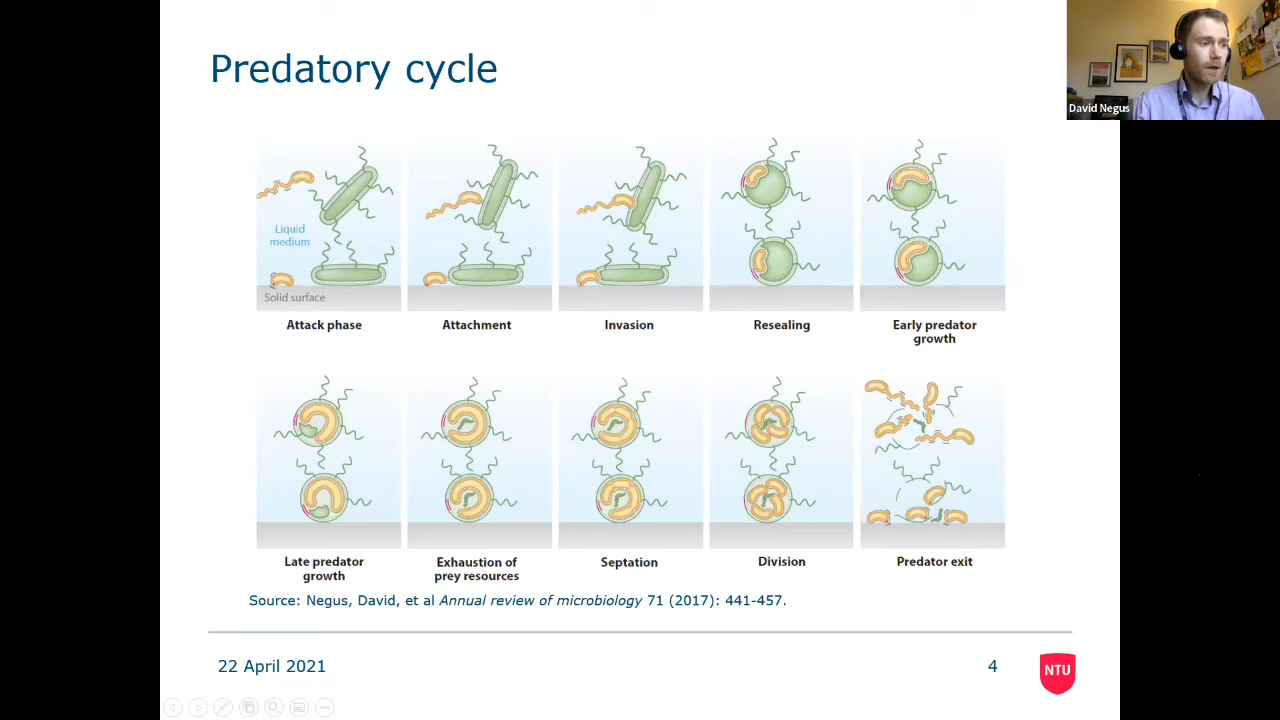 Predatory cycle
David Negus
Liquid
medium
Solid surface
Attack phase
Attachment
Invasion
Resealing
Early predator
growth
Late predator
growth
Exhaustion of
prey resources
Septation
Division
Predator exit
Source: Negus, David, et al Annual review of microbiology 71 (2017): 441-457.
22 April 2021
4
NTU